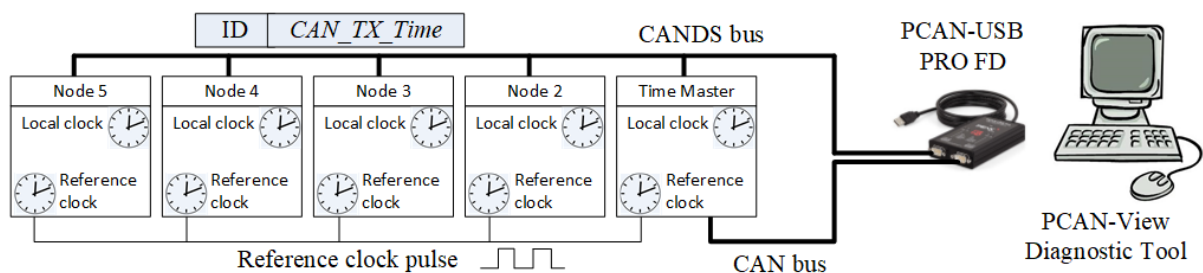 ID CAN_TX_Time
CANDS bus
PCAN-USB
PRO FD
Node 5
Local clock
Reference
clock
Node 4
Local clock
Reference
clock
Node 3
Local clock
Reference
clock
Node 2
Local clock
Reference
clock
Time Master
Local clock
Reference
clock
Reference clock pulse
CAN bus
PCAN-View
Diagnostic Tool